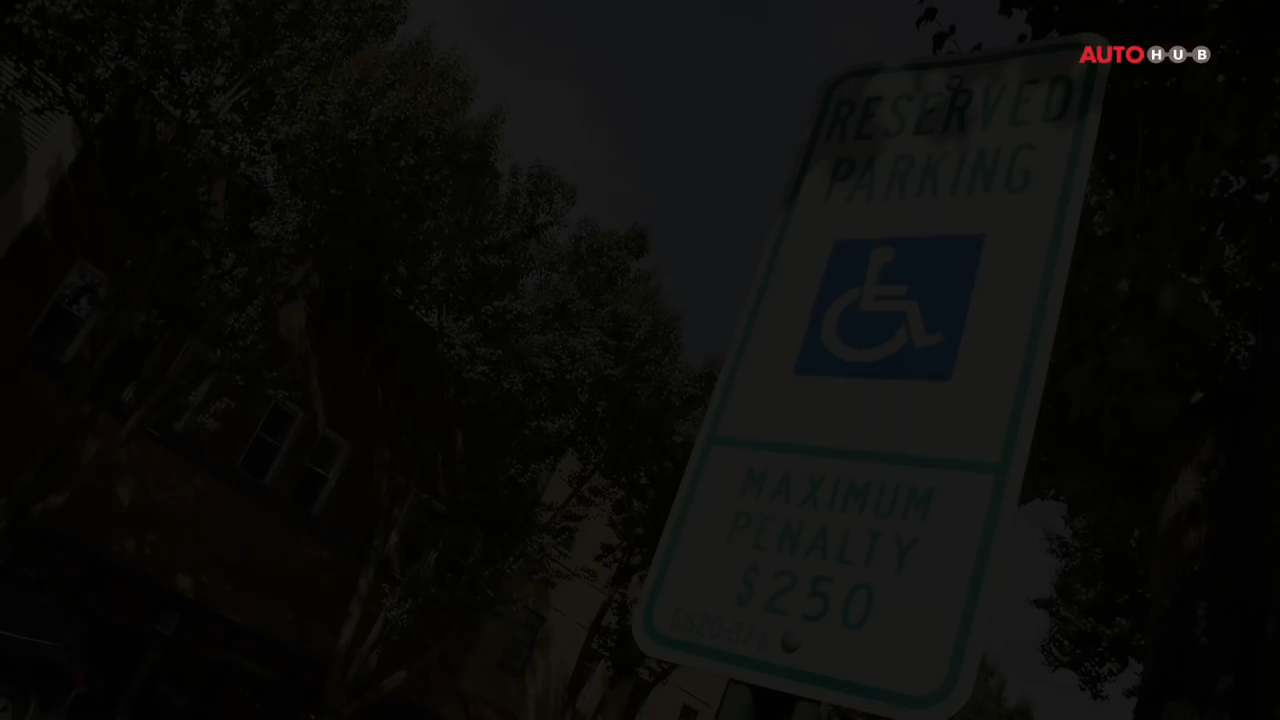 AUTOHUB
RESERVED
PARKING
MAXIMUM
PENALTY
$250